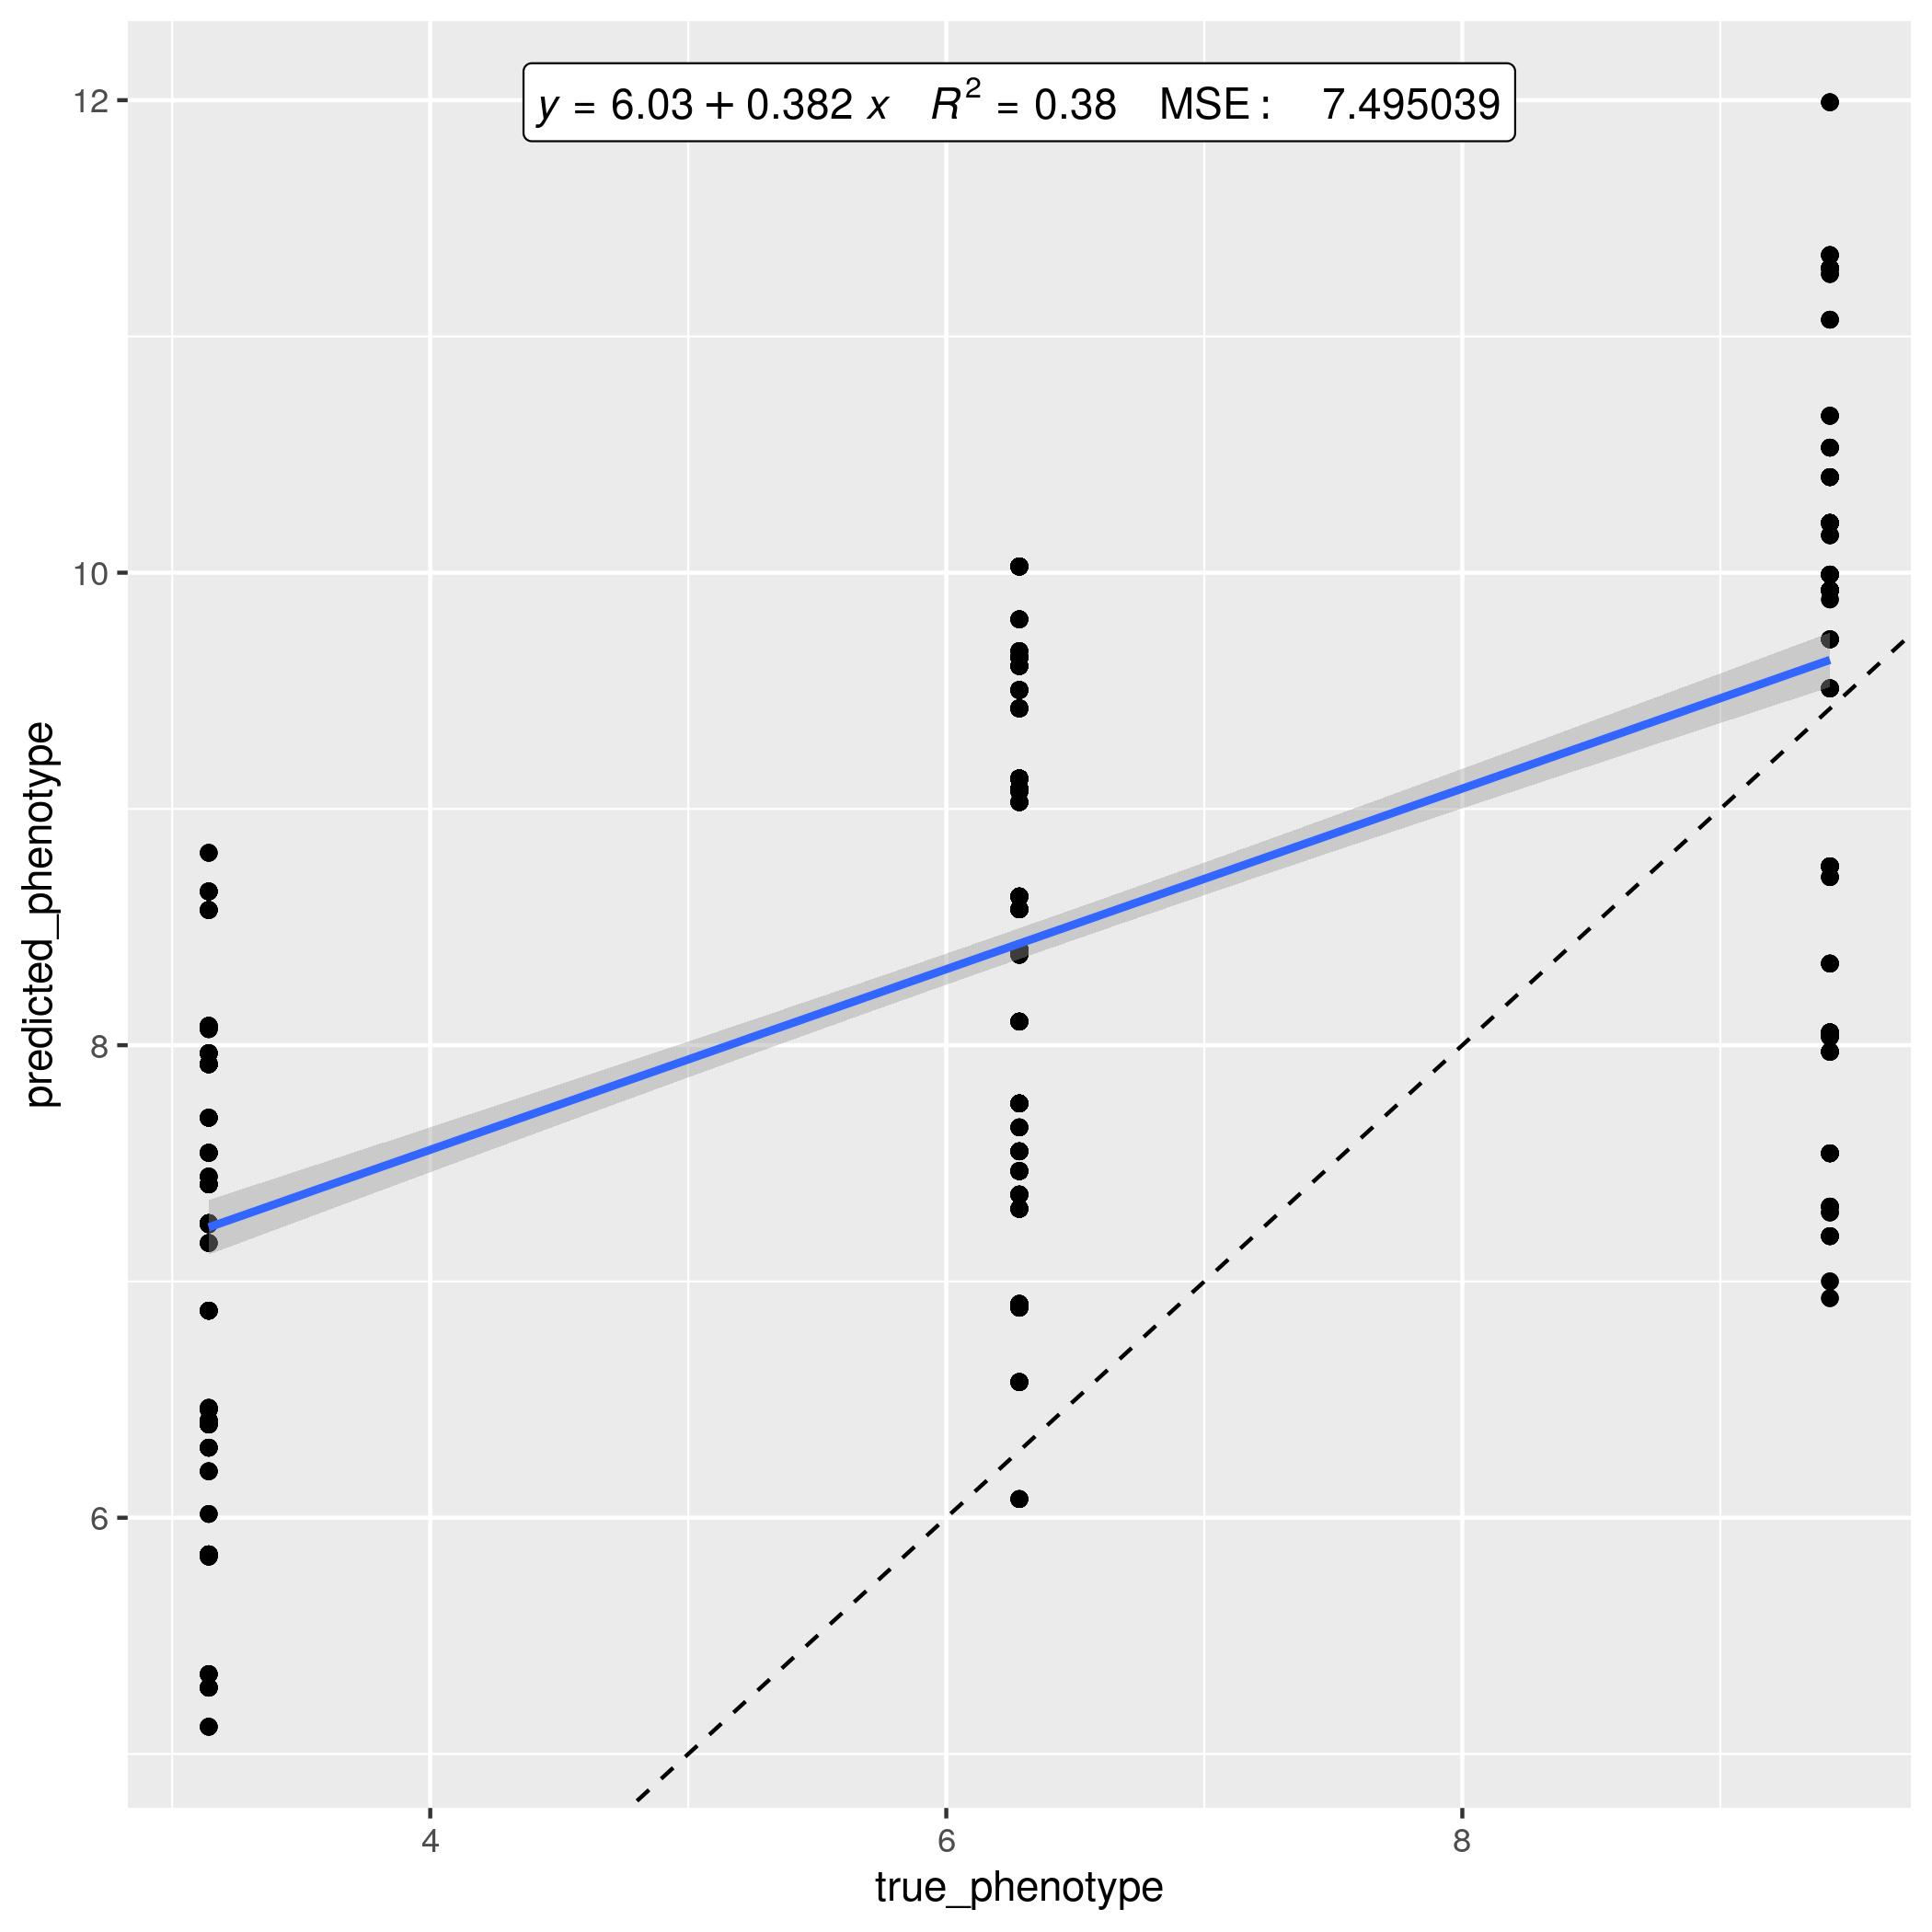 y = 6.03 + 0.382 x R² = 0.38 MSE : 7.495039
12
10
8
6
predicted_phenotype
4 6 8
true_phenotype